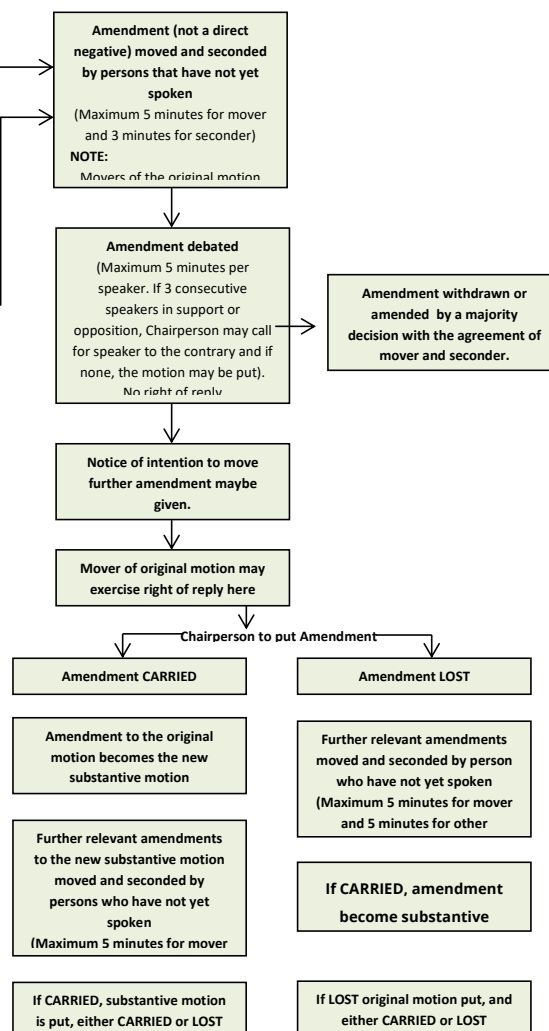 Amendment (not a direct
negative) moved and seconded
by persons that have not yet
spoken
(Maximum 5 minutes for mover
and 3 minutes for seconder)
NOTE:
Movers of the original motion
Amendment debated
(Maximum 5 minutes per
speaker. If 3 consecutive
speakers in support or
opposition, Chairperson may call
for speaker to the contrary and if
none, the motion may be put).
No right of reply
Amendment withdrawn or
amended by a majority
decision with the agreement of
mover and seconder.
Notice of intention to move
further amendment maybe
given.
Mover of original motion may
exercise right of reply here
Chairperson to put Amendment
Amendment CARRIED
Amendment to the original
motion becomes the new
substantive motion
Further relevant amendments
to the new substantive motion
moved and seconded by
persons who have not yet
spoken
(Maximum 5 minutes for mover
If CARRIED, substantive motion
is put, either CARRIED or LOST
Amendment LOST
Further relevant amendments
moved and seconded by person
who have not yet spoken
(Maximum 5 minutes for mover
and 5 minutes for other
If CARRIED, amendment
become substantive
If LOST original motion put, and
either CARRIED or LOST